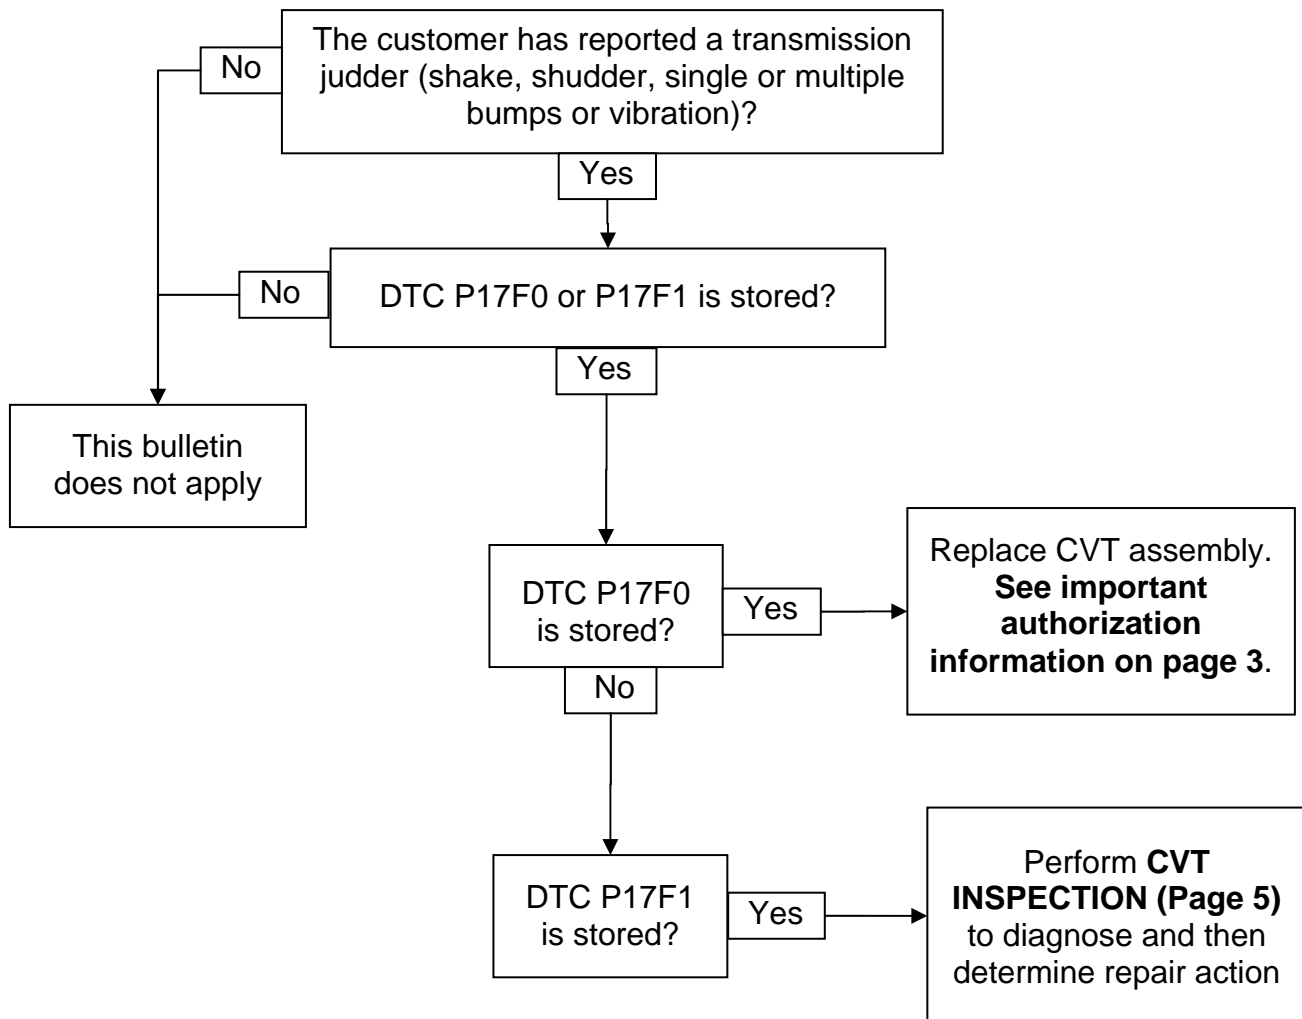 The customer has reported a transmission
judder (shake, shudder, single or multiple
bumps or vibration)?
No
Yes
DTC P17F0 or P17F1 is stored?
No
Yes
This bulletin
does not apply
DTC P17F0
is stored?
Yes
Replace CVT assembly.
See important
authorization
information on page 3.
No
DTC P17F1
is stored?
Yes
Perform CVT
INSPECTION (Page 5)
to diagnose and then
determine repair action